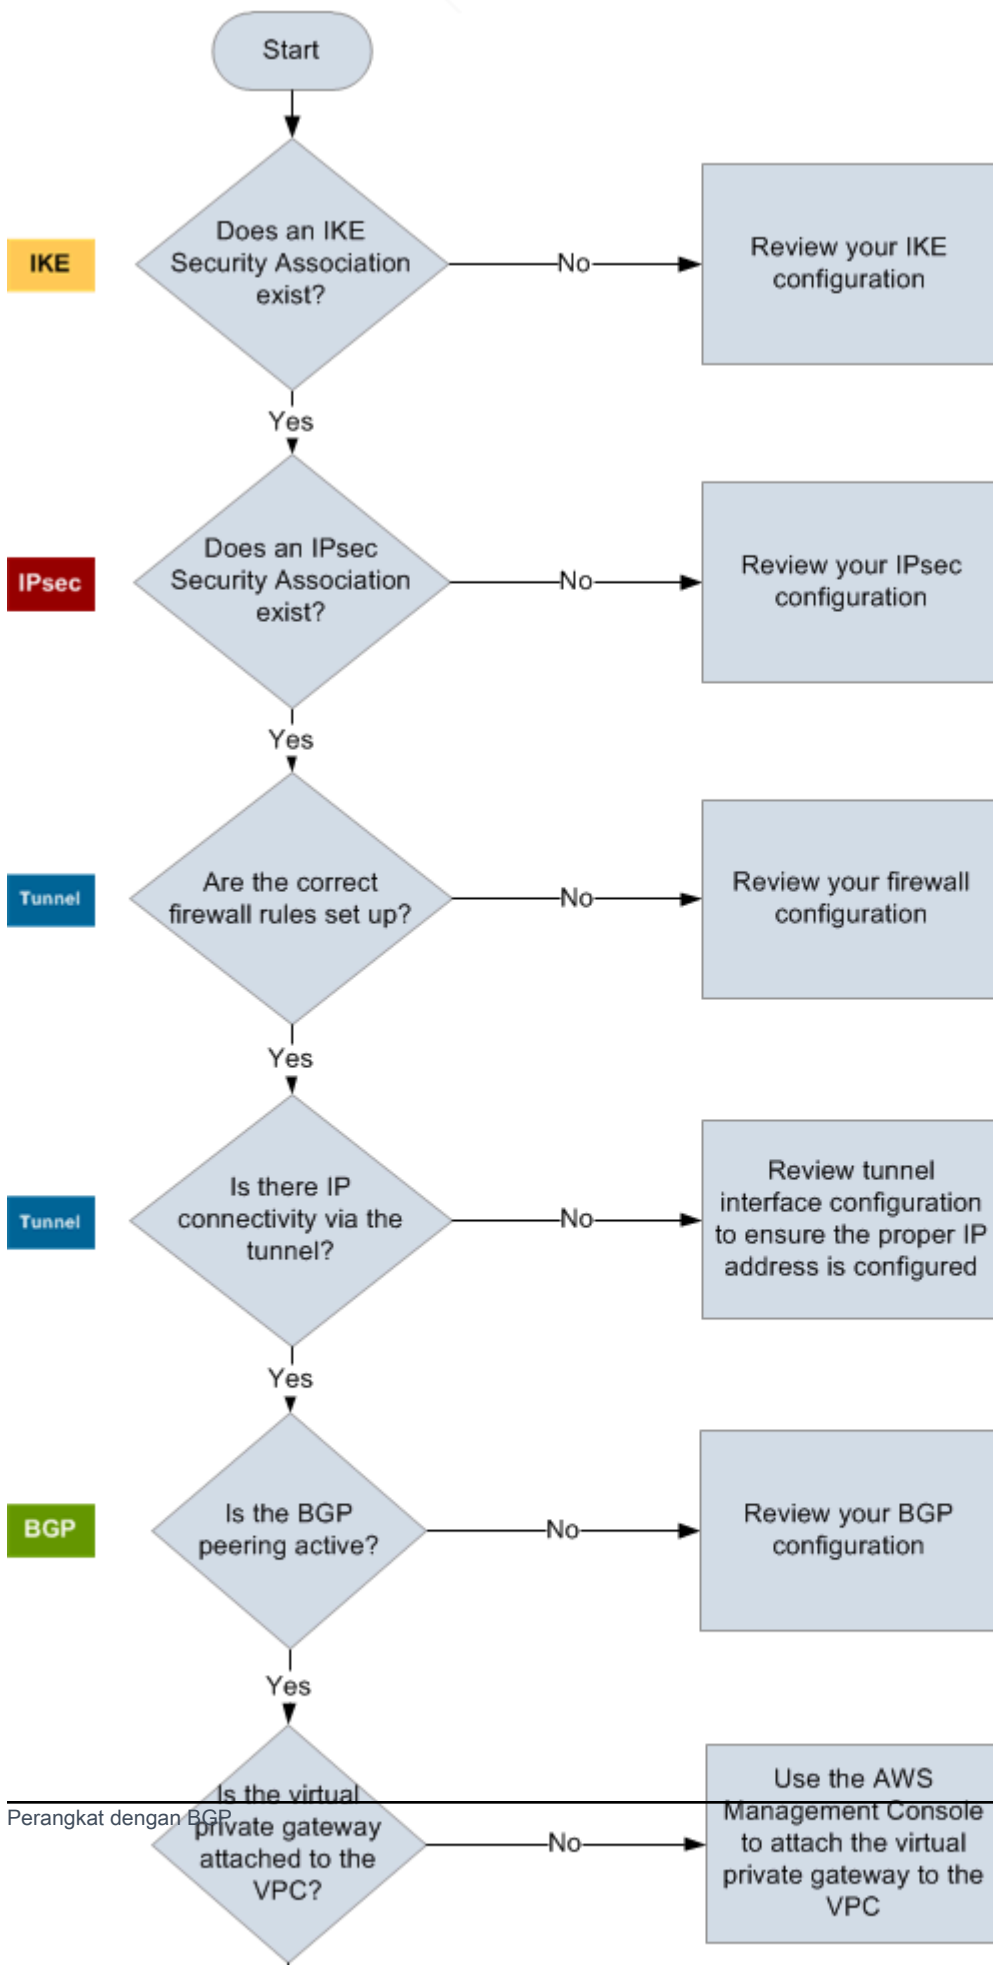 Start
IKE
Does an IKE
Security Association
exist?
No
Review your IKE
configuration
Yes
IPsec
Does an IPsec
Security Association
exist?
No
Review your IPsec
configuration
Yes
Tunnel
Are the correct
firewall rules set up?
No
Review your firewall
configuration
Yes
Tunnel
Is there IP
connectivity via the
tunnel?
No
Review tunnel
interface configuration
to ensure the proper IP
address is configured
Yes
BGP
Is the BGP
peering active?
No
Review your BGP
configuration
Yes
Is the virtual
private gateway
attached to the
VPC?
No
Use the AWS
Management Console
to attach the virtual
private gateway to the
VPC
Perangkat dengan BGP